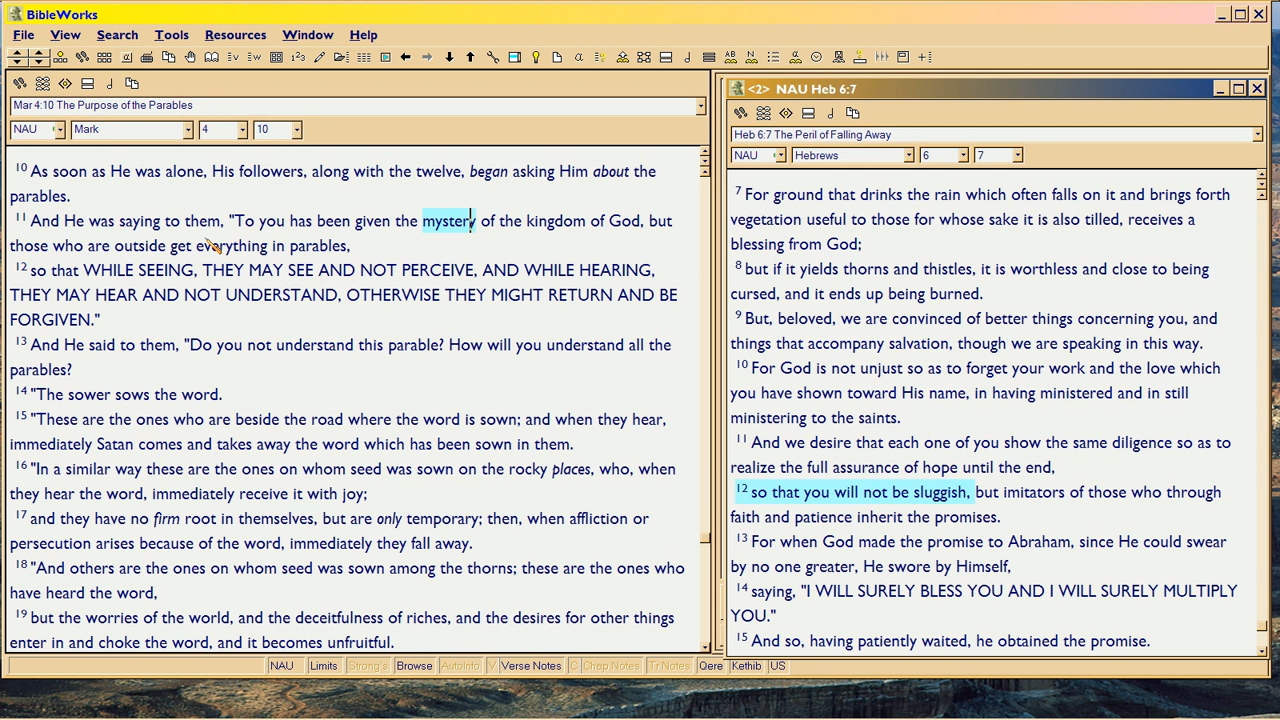 BibleWorks
File View Search Tools Resources Window Help
Mar 4:10 The Purpose of the Parables
NAU Mark 4 10
10 As soon as He was alone, His followers, along with the twelve, began asking Him about the
parables.
11 And He was saying to them, "To you has been given the mystery of the kingdom of God, but
those who are outside get everything in parables,
12 so that WHILE SEEING, THEY MAY SEE AND NOT PERCEIVE, AND WHILE HEARING,
THEY MAY HEAR AND NOT UNDERSTAND, OTHERWISE THEY MIGHT RETURN AND BE
FORGIVEN."
13 And He said to them, "Do you not understand this parable? How will you understand all the
parables?
14 "The sower sows the word.
15 "These are the ones who are beside the road where the word is sown; and when they hear,
immediately Satan comes and takes away the word which has been sown in them.
16 "In a similar way these are the ones on whom seed was sown on the rocky places, who, when
they hear the word, immediately receive it with joy;
17 and they have no firm root in themselves, but are only temporary; then, when affliction or
persecution arises because of the word, immediately they fall away.
18 "And others are the ones on whom seed was sown among the thorns; these are the ones who
have heard the word,
19 but the worries of the world, and the deceitfulness of riches, and the desires for other things
enter in and choke the word, and it becomes unfruitful.
<2> NAU Heb 6:7
Heb 6:7 The Peril of Falling Away
NAU Hebrews 6 7
7 For ground that drinks the rain which often falls on it and brings forth
vegetation useful to those for whose sake it is also tilled, receives a
blessing from God;
8 but if it yields thorns and thistles, it is worthless and close to being
cursed, and it ends up being burned.
9 But, beloved, we are convinced of better things concerning you, and
things that accompany salvation, though we are speaking in this way.
10 For God is not unjust so as to forget your work and the love which
you have shown toward His name, in having ministered and in still
ministering to the saints.
11 And we desire that each one of you show the same diligence so as to
realize the full assurance of hope until the end,
12 so that you will not be sluggish, but imitators of those who through
faith and patience inherit the promises.
13 For when God made the promise to Abraham, since He could swear
by no one greater, He swore by Himself,
14 saying, "I WILL SURELY BLESS YOU AND I WILL SURELY MULTIPLY
YOU."
15 And so, having patiently waited, he obtained the promise.
NAU Limits Strong's Browse AutoInfo V Verse Notes C Chap Notes Tr Notes Qere Kethib US